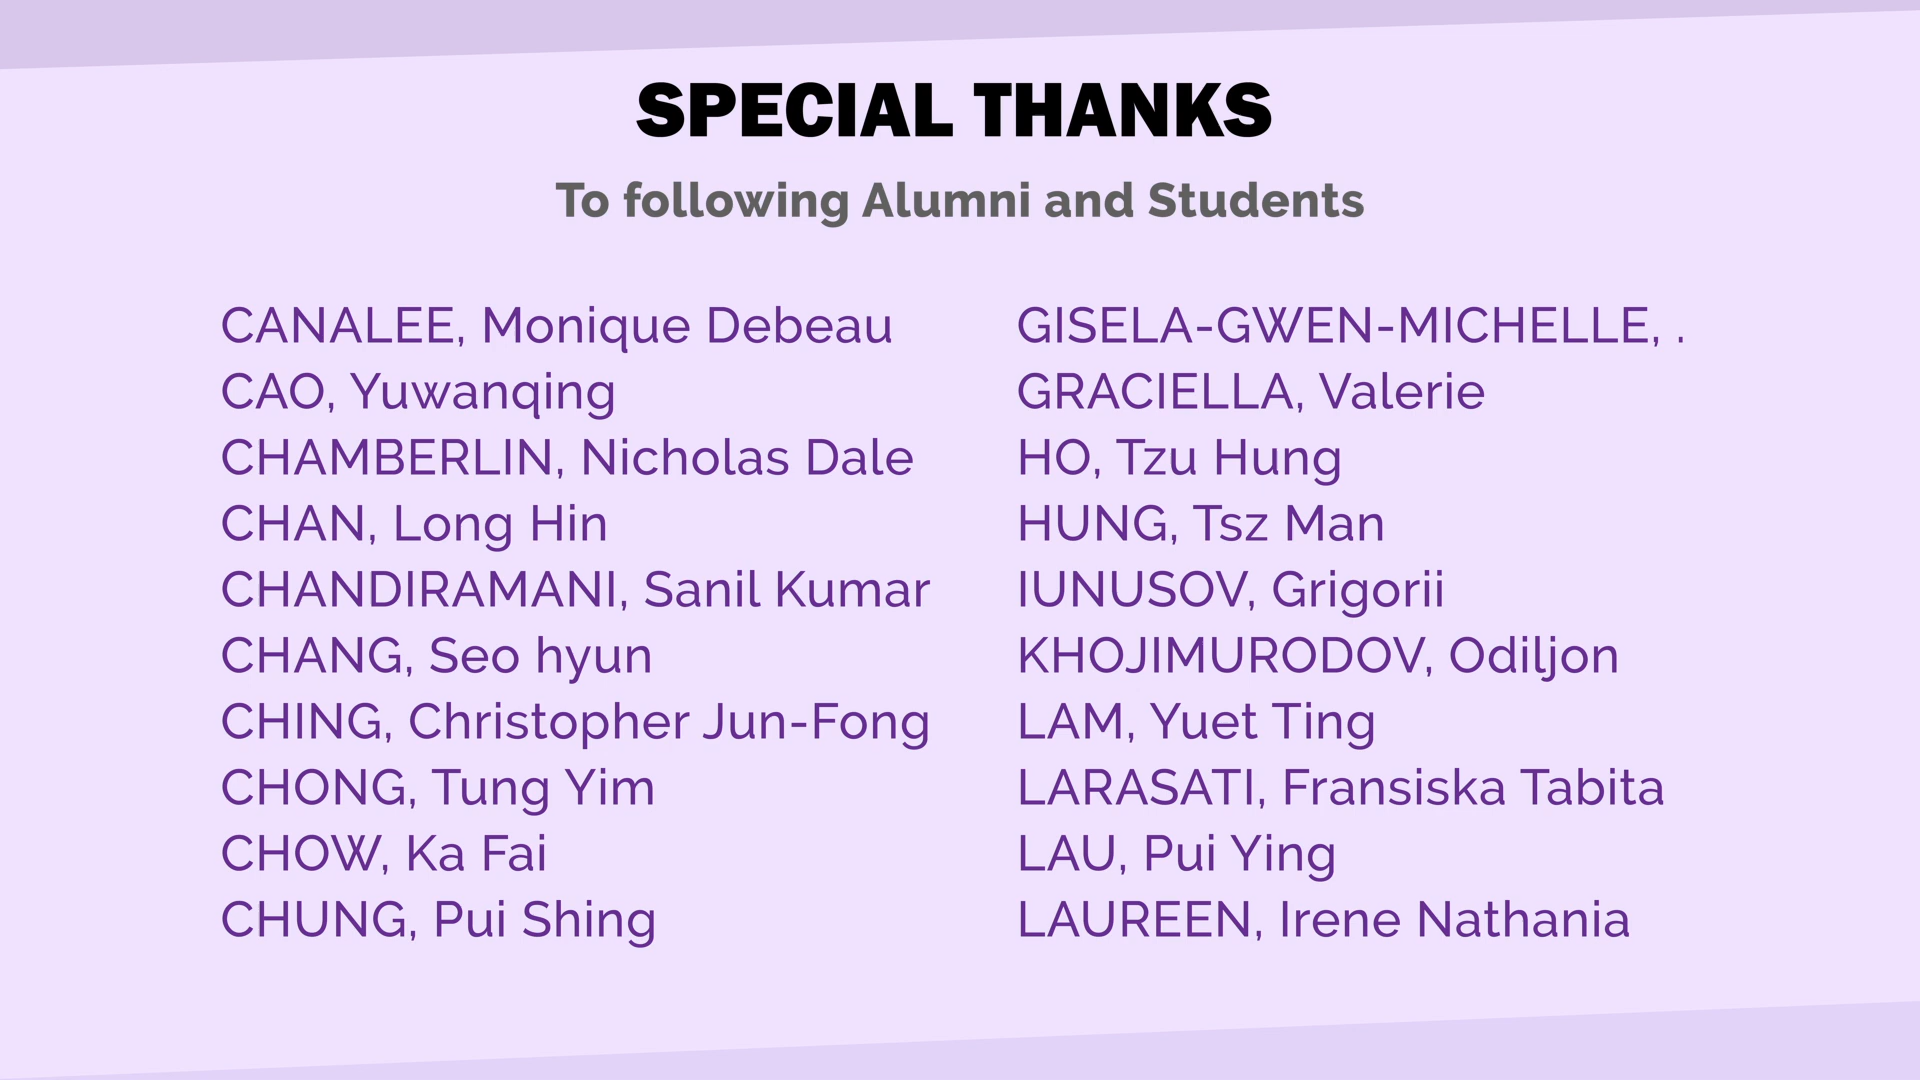 SPECIAL THANKS
To following Alumni and Students
CANALEE, Monique Debeau
CAO, Yuwanqing
CHAMBERLIN, Nicholas Dale
CHAN, Long Hin
CHANDIRAMANI, Sanil Kumar
CHANG, Seo hyun
CHING, Christopher Jun-Fong
CHONG, Tung Yim
CHOW, Ka Fai
CHUNG, Pui Shing
GISELA-GWEN-MICHELLE, .
GRACIELLA, Valerie
HO, Tzu Hung
HUNG, Tsz Man
IUNUSOV, Grigorii
KHOJIMURODOV, Odiljon
LAM, Yuet Ting
LARASATI, Fransiska Tabita
LAU, Pui Ying
LAUREEN, Irene Nathania